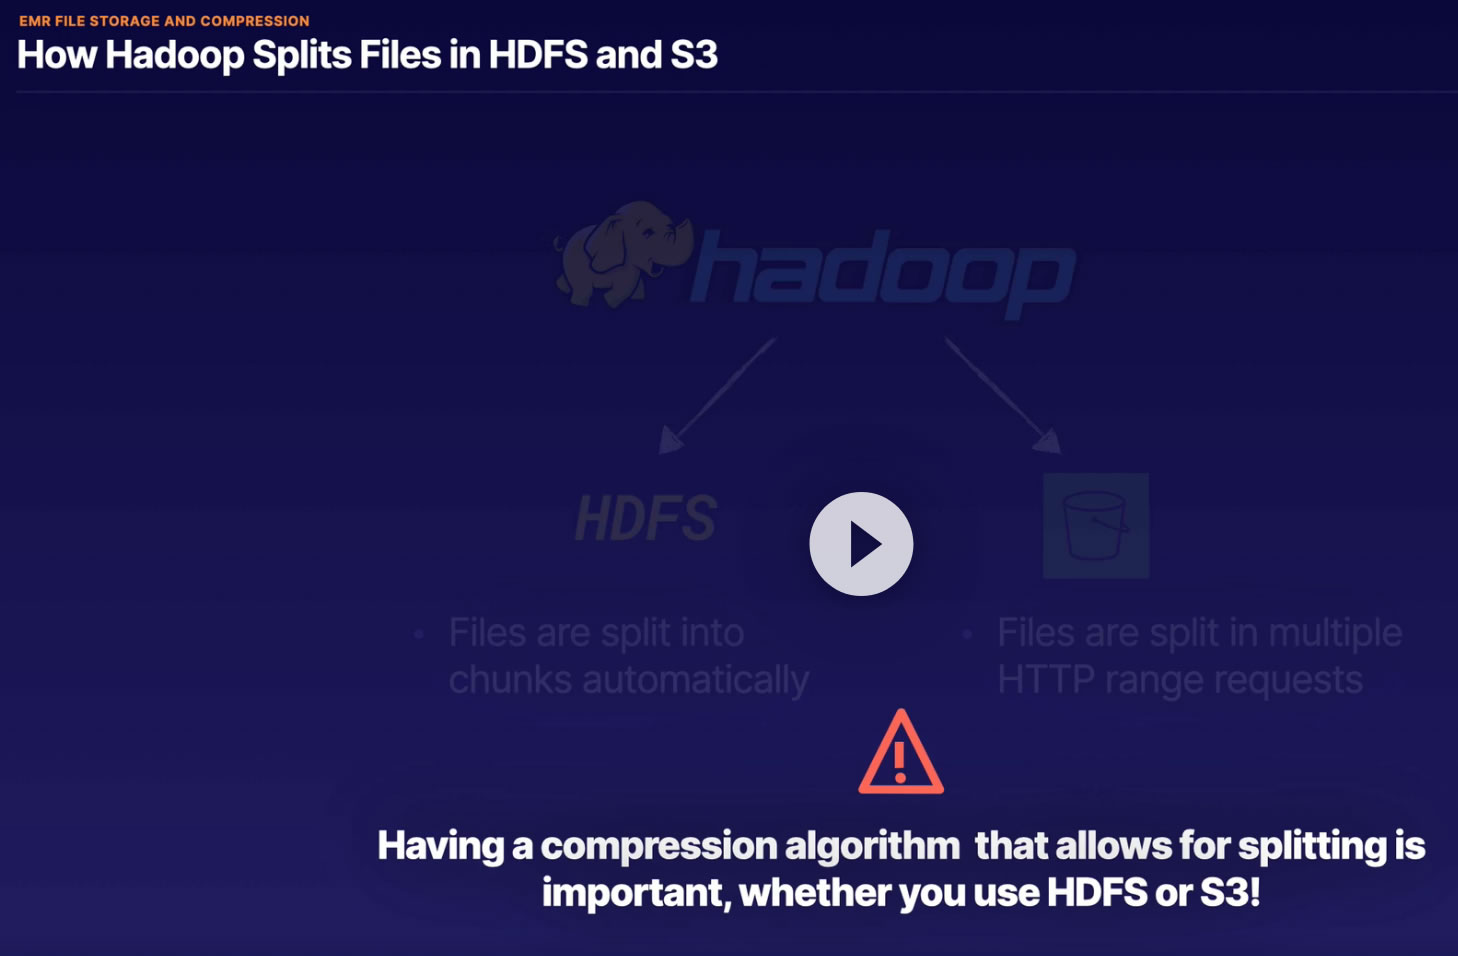 EMR FILE STORAGE AND COMPRESSION
How Hadoop Splits Files in HDFS and S3
hadoop
HDFS
• Files are split into
chunks automatically
• Files are split in multiple
HTTP range requests
Having a compression algorithm that allows for splitting is
important, whether you use HDFS or S3!